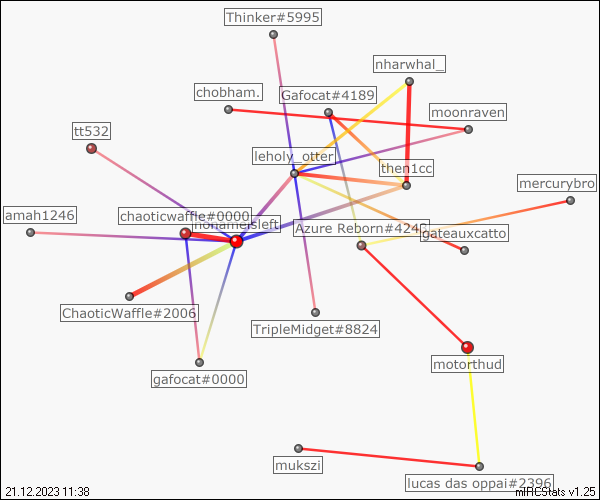 Thinker#5995
nharwhal_
chobham.
Gafocat#4189
moonraven
tt532
leholy_otter
then1cc
mercurybro
amah1246
chaoticwaffle#0000
nonameisleft
Azure Reborn#4242
gateauxcatto
ChaoticWaffle#2006
TripleMidget#8824
motorthud
gafocat#0000
mukszi
lucas das oppai#2396
21.12.2023 11:38
mIRCStats v1.25